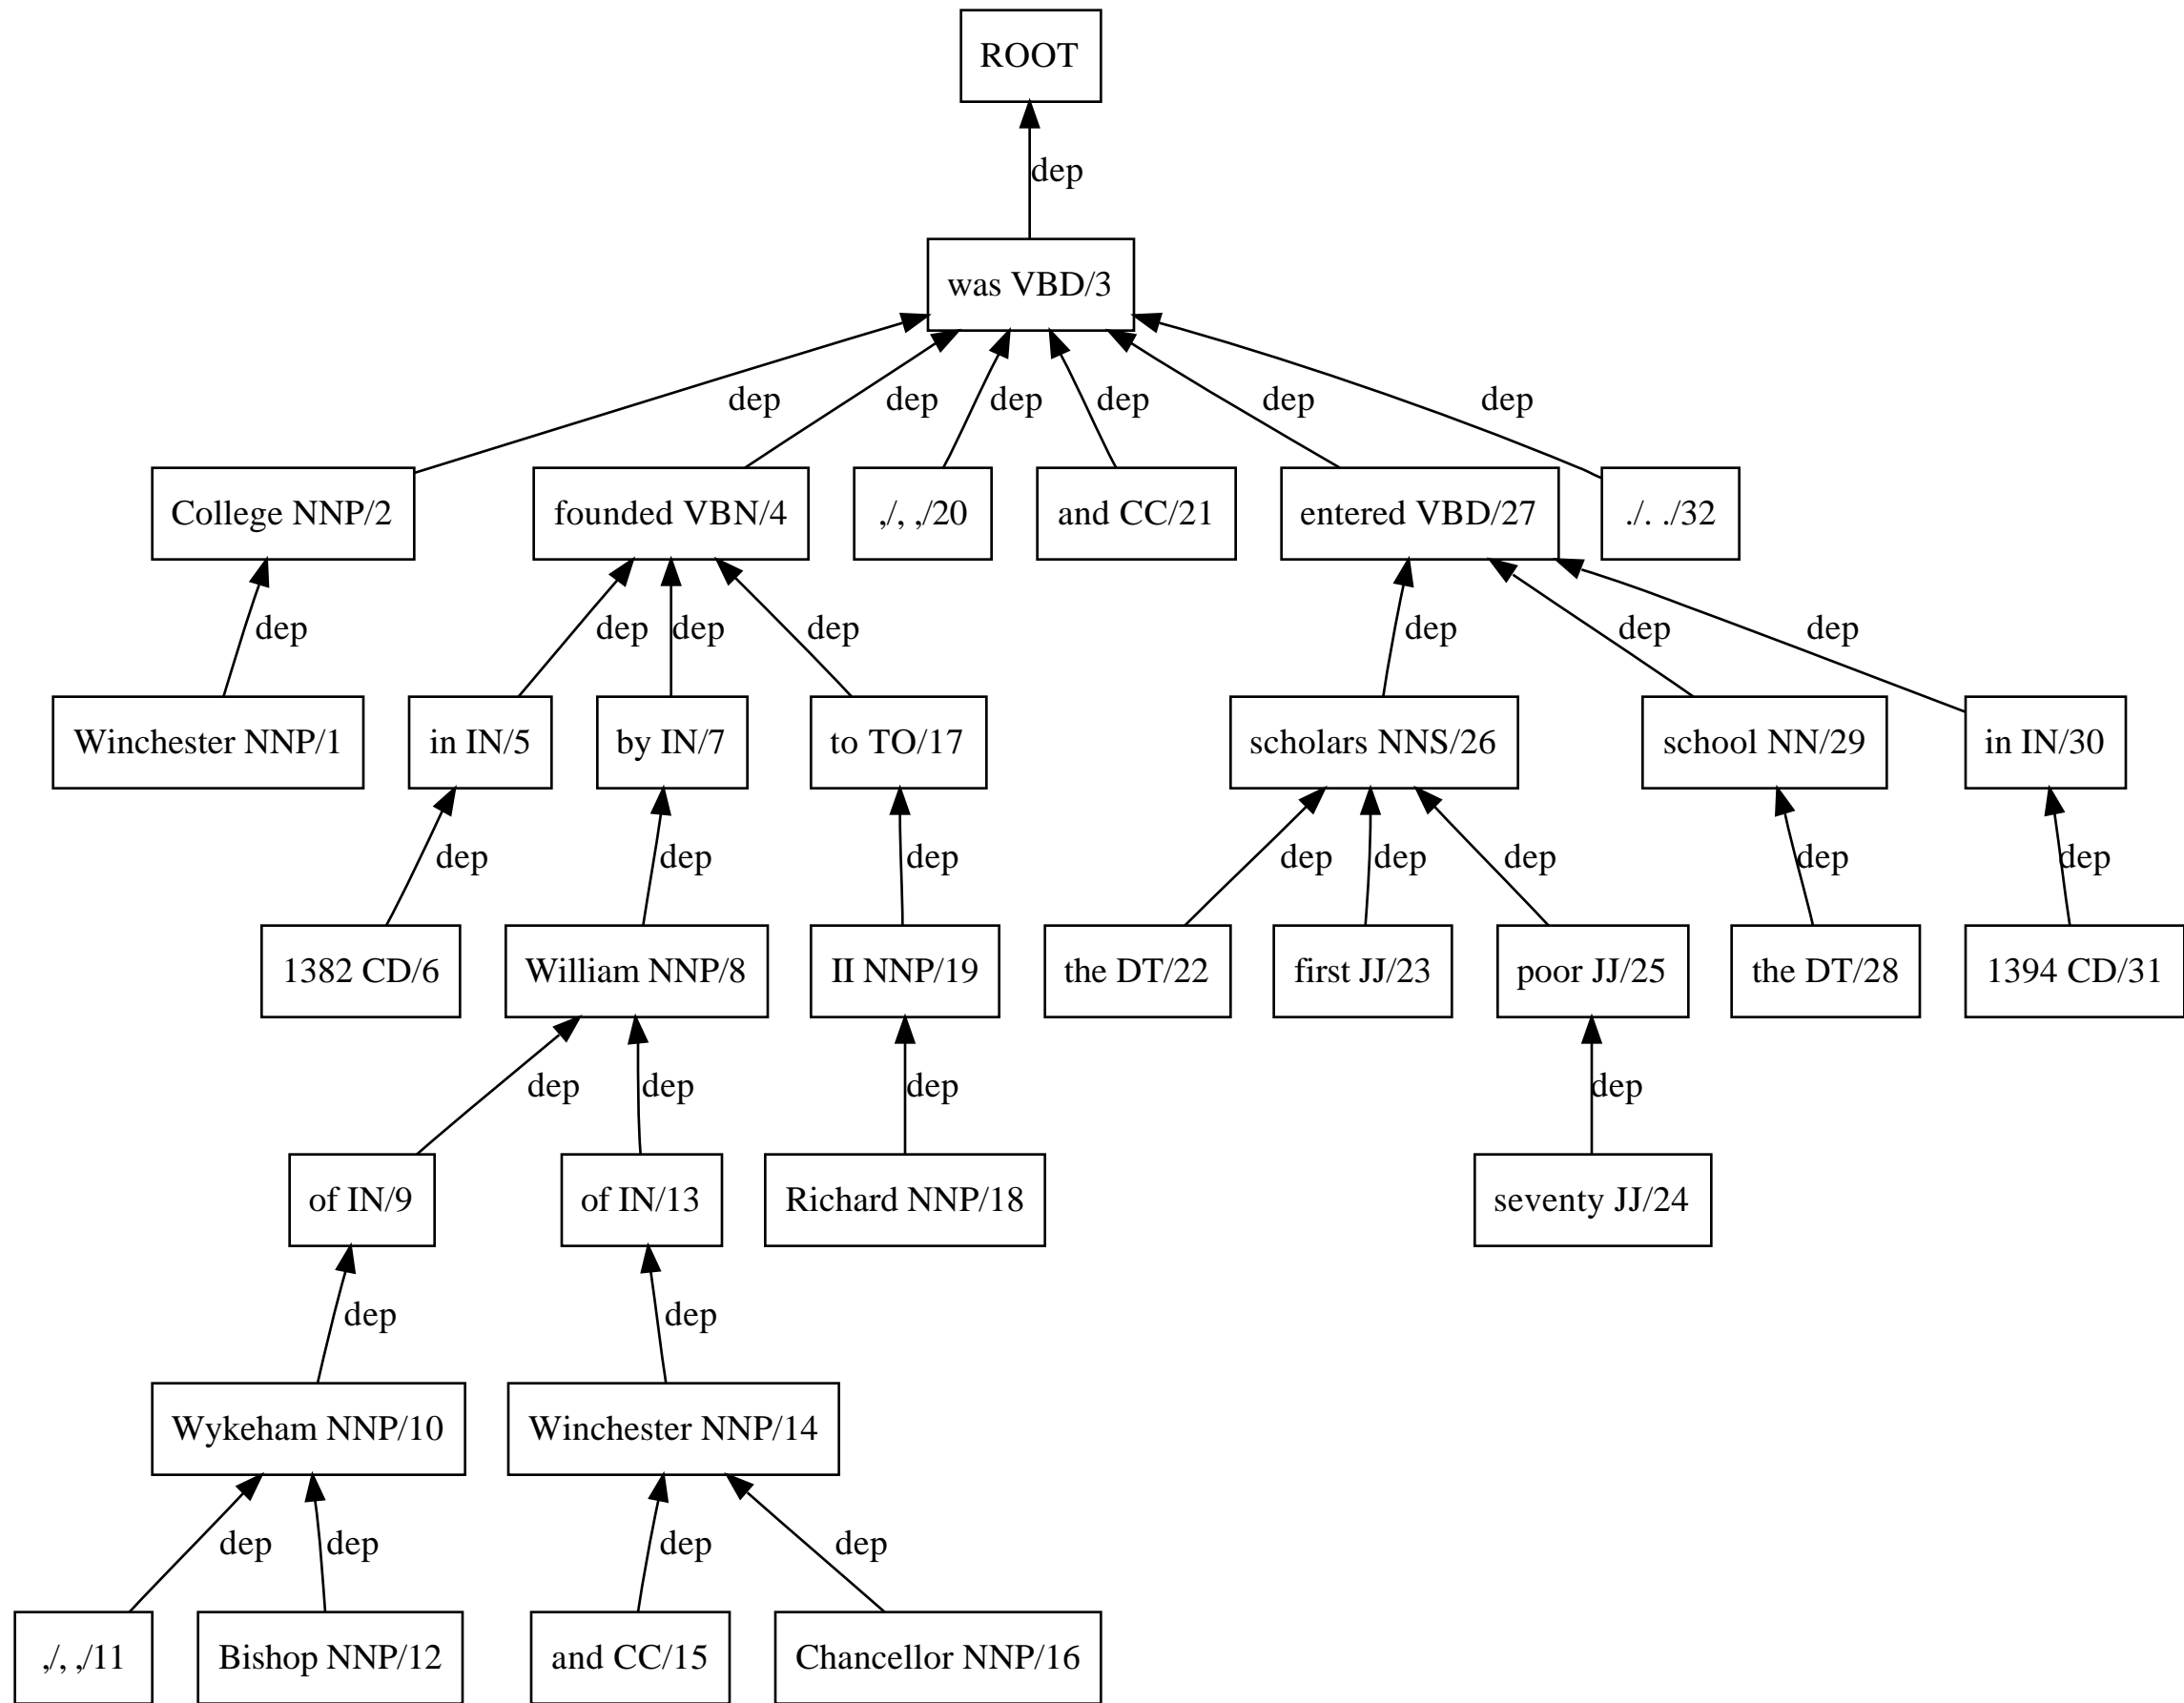 ROOT
dep
was VBD/3
dep dep dep dep dep dep
College NNP/2 founded VBN/4 ,/, ,/20 and CC/21 entered VBD/27 ./. ./32
dep dep dep dep dep dep dep
Winchester NNP/1 in IN/5 by IN/7 to TO/17 scholars NNS/26 school NN/29 in IN/30
dep dep dep dep dep dep dep dep
1382 CD/6 William NNP/8 II NNP/19 the DT/22 first JJ/23 poor JJ/25 the DT/28 1394 CD/31
dep dep dep dep
of IN/9 of IN/13 Richard NNP/18 seventy JJ/24
dep dep
Wykeham NNP/10 Winchester NNP/14
dep dep dep dep
,/, ,/11 Bishop NNP/12 and CC/15 Chancellor NNP/16